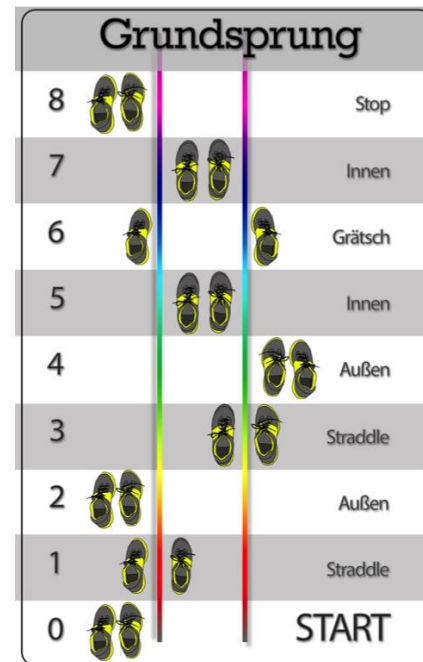 Grundsprung
8 Stop
7 Innen
6 Grätsch
5 Innen
4 Außen
3 Straddle
2 Außen
1 Straddle
0 START